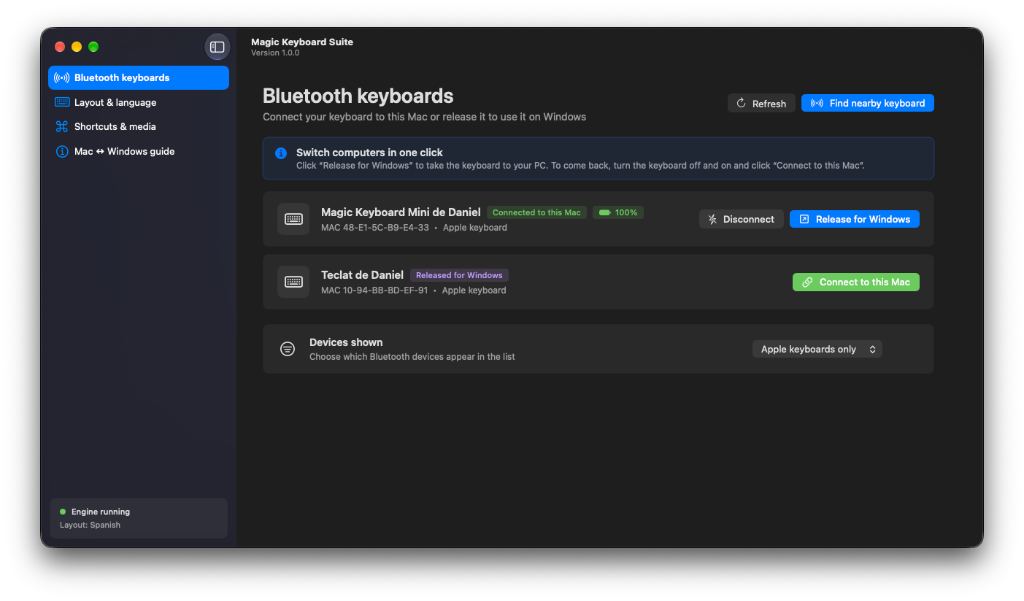 Magic Keyboard Suite
Version 1.0.0
Bluetooth keyboards
Layout & language
Shortcuts & media
Mac ↔ Windows guide
Engine running
Layout: Spanish
Bluetooth keyboards
Connect your keyboard to this Mac or release it to use it on Windows
Refresh
Find nearby keyboard
Switch computers in one click
Click "Release for Windows" to take the keyboard to your PC. To come back, turn the keyboard off and on and click "Connect to this Mac".
Magic Keyboard Mini de Daniel Connected to this Mac 100%
MAC 48-E1-5C-B9-E4-33 • Apple keyboard
Disconnect
Release for Windows
Teclat de Daniel Released for Windows
MAC 10-94-BB-BD-EF-91 • Apple keyboard
Connect to this Mac
Devices shown
Choose which Bluetooth devices appear in the list
Apple keyboards only